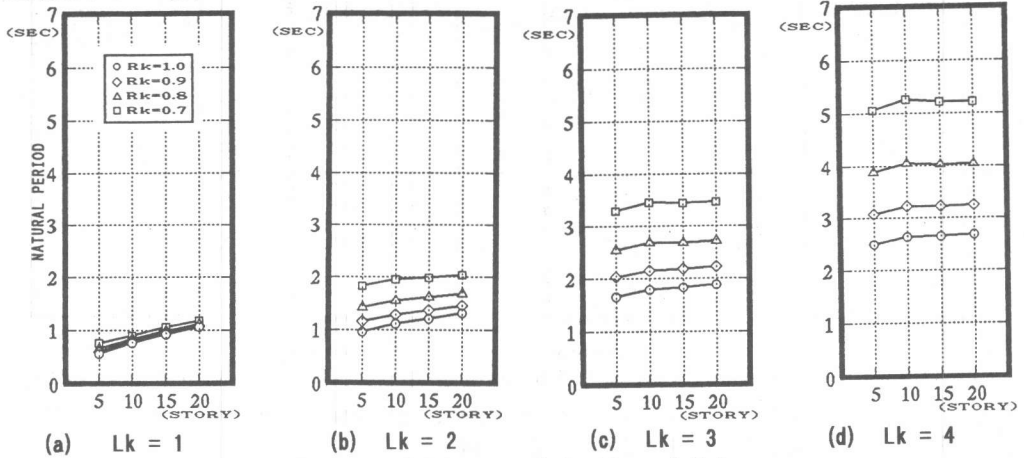 7
(SEC)
6
5
4
3
2
1
0
NATURAL PERIOD
Rk=1.0
Rk=0.9
Rk=0.8
Rk=0.7
5 10 15 20
(STORY)
(a) Lk = 1
7
(SEC)
6
5
4
3
2
1
0
5 10 15 20
(STORY)
(b) Lk = 2
7
(SEC)
6
5
4
3
2
1
0
5 10 15 20
(STORY)
(c) Lk = 3
7
(SEC)
6
5
4
3
2
1
0
5 10 15 20
(STORY)
(d) Lk = 4